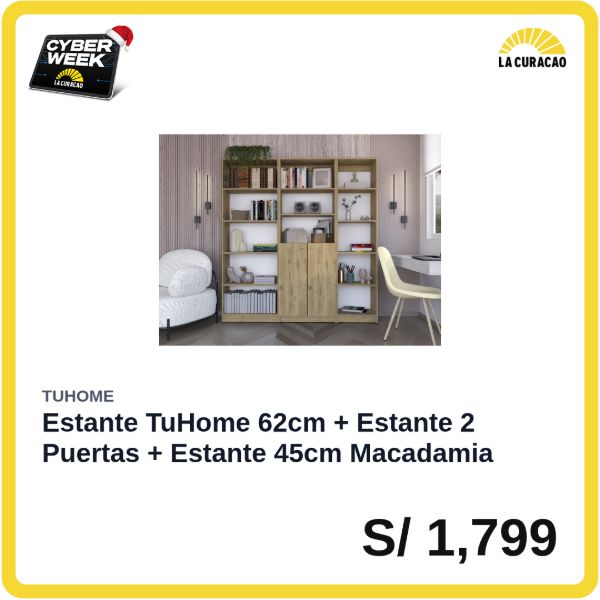 CYBER
WEEK
LA CURACAO
LA CURACAO
TUHOME
Estante TuHome 62cm + Estante 2
Puertas + Estante 45cm Macadamia
S/ 1,799